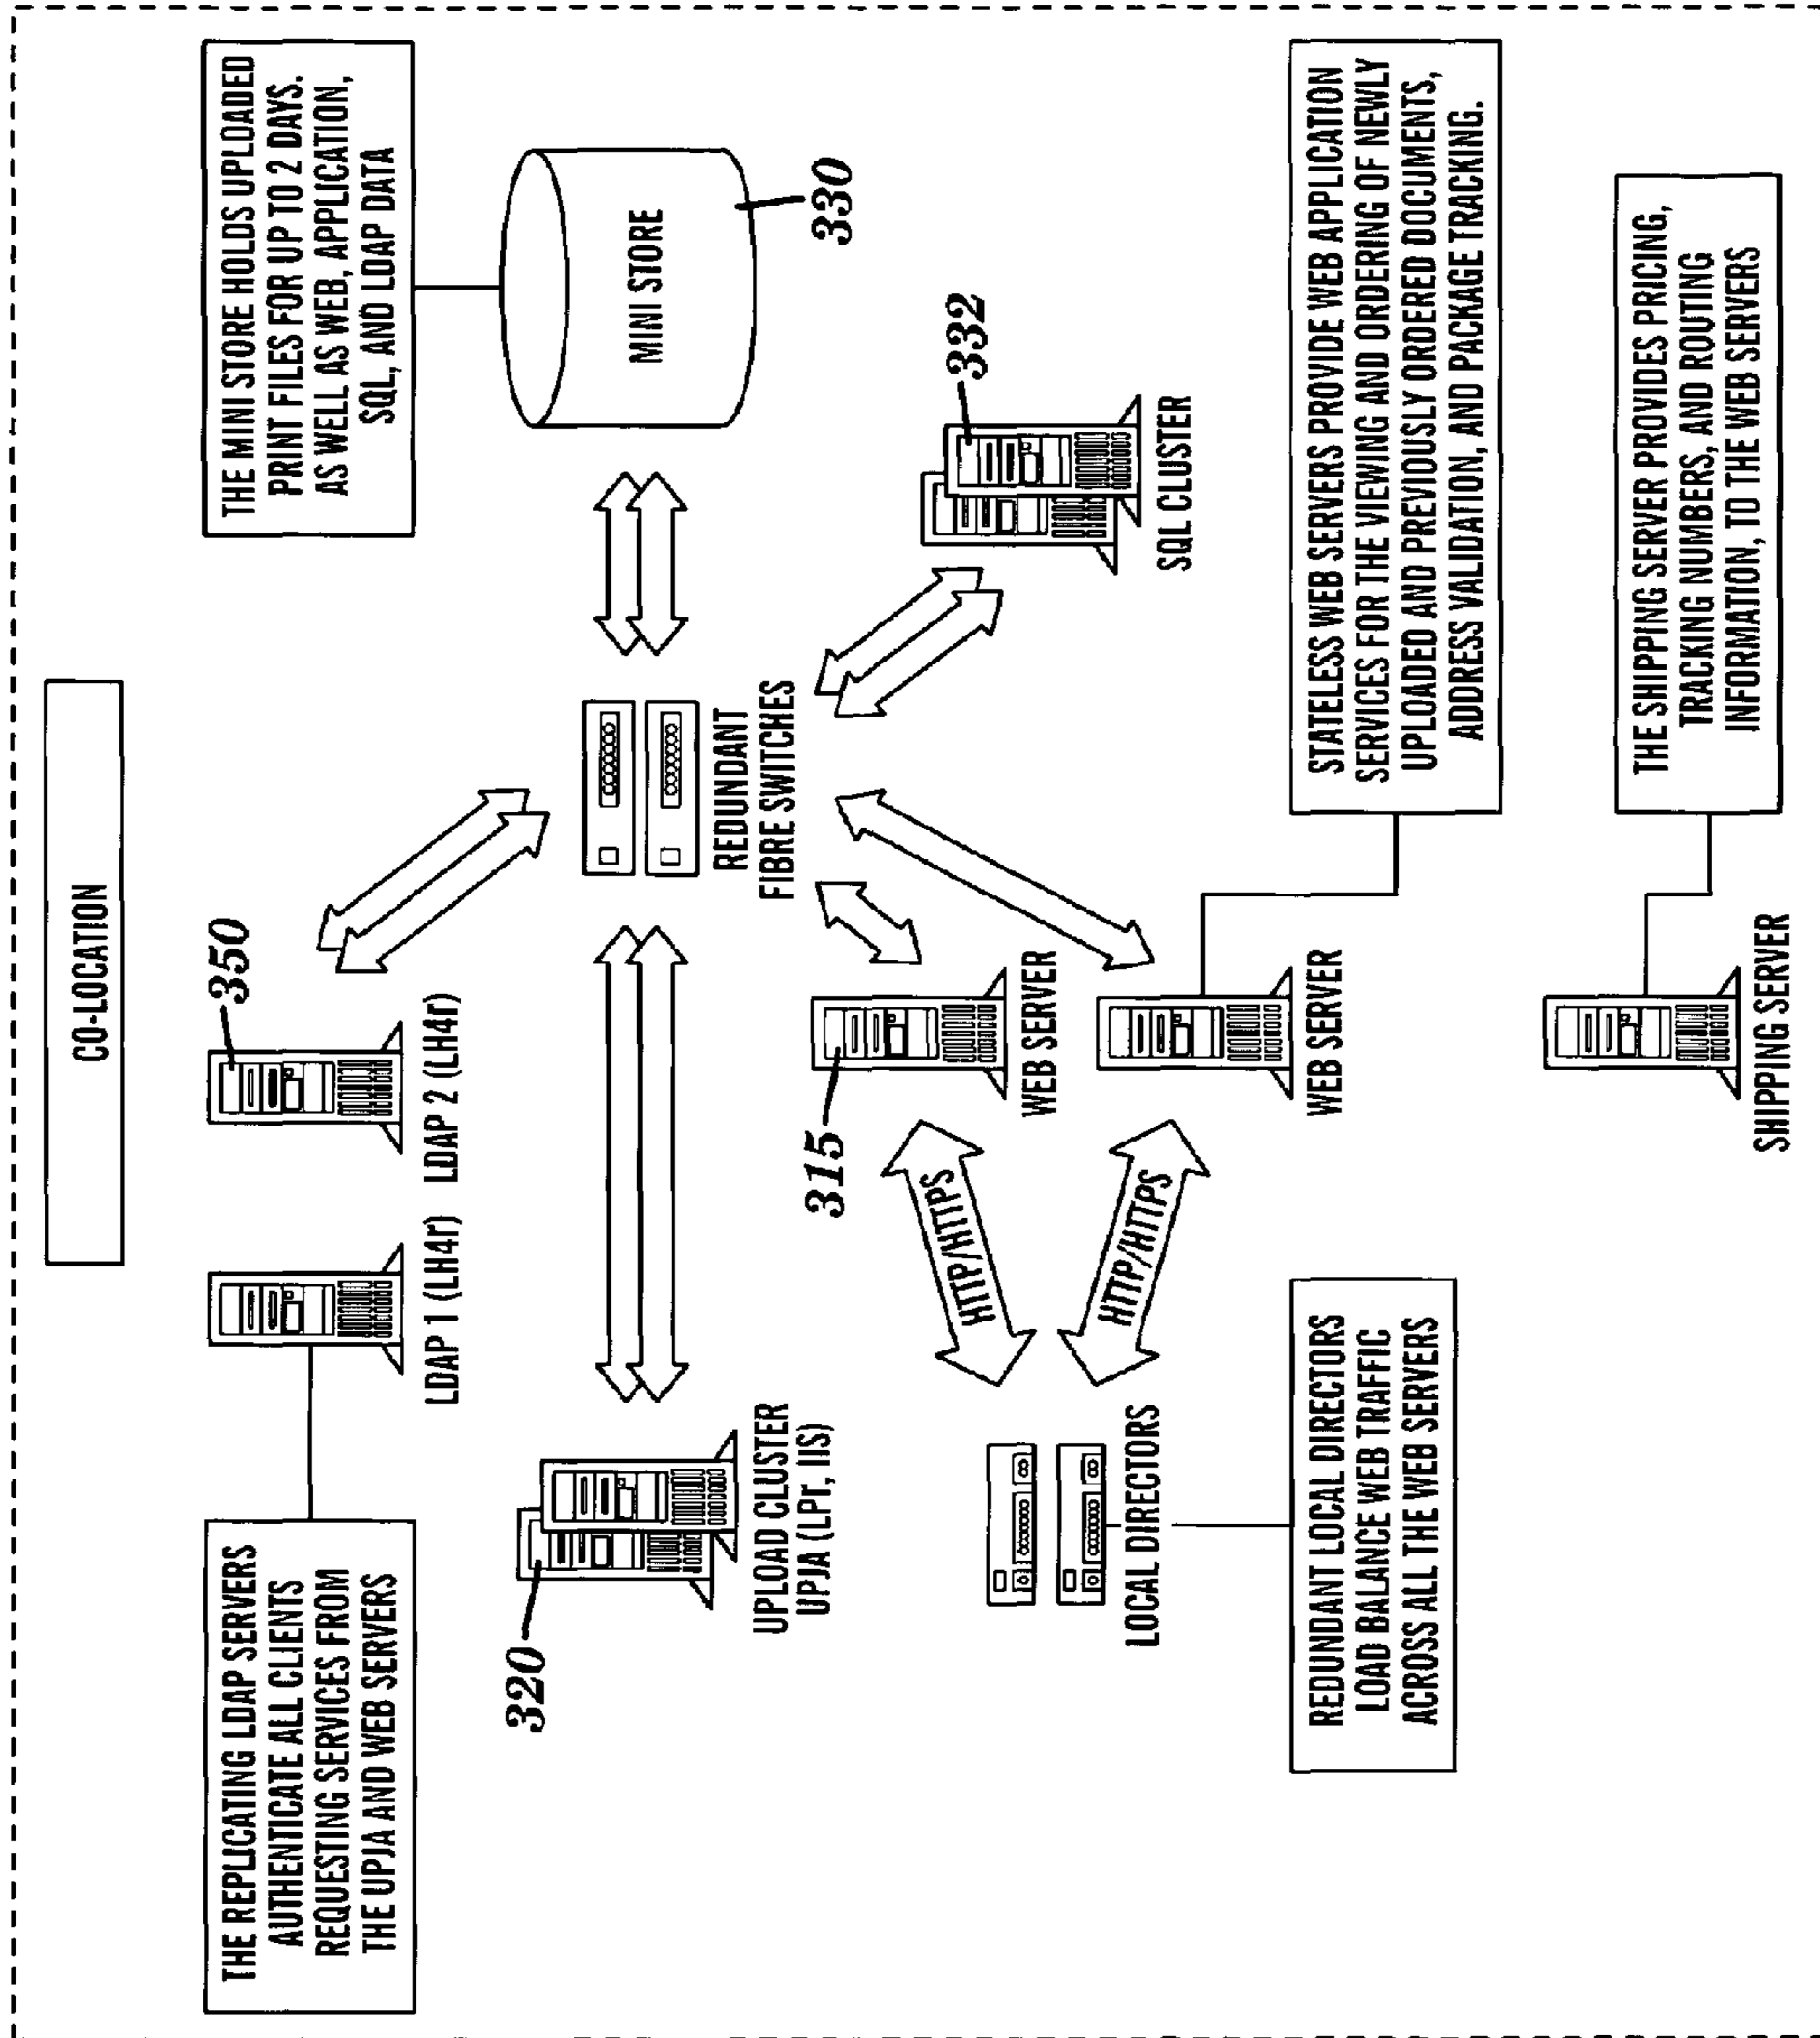 CO-LOCATION
THE REPLICATING LDAP SERVERS
AUTHENTICATE ALL CLIENTS
REQUESTING SERVICES FROM
THE UPJA AND WEB SERVERS
LDAP 1 (LH4r)
LDAP 2 (LH4r)
350
THE MINI STORE HOLDS UPLOADED
PRINT FILES FOR UP TO 2 DAYS.
AS WELL AS WEB, APPLICATION,
SQL, AND LDAP DATA
320
UPLOAD CLUSTER
UPJA (LPr, IIS)
REDUNDANT
FIBRE SWITCHES
MINI STORE
330
315
WEB SERVER
332
SQL CLUSTER
LOCAL DIRECTORS
HTTP/HTTPS
HTTP/HTTPS
WEB SERVER
REDUNDANT LOCAL DIRECTORS
LOAD BALANCE WEB TRAFFIC
ACROSS ALL THE WEB SERVERS
STATELESS WEB SERVERS PROVIDE WEB APPLICATION
SERVICES FOR THE VIEWING AND ORDERING OF NEWLY
UPLOADED AND PREVIOUSLY ORDERED DOCUMENTS,
ADDRESS VALIDATION, AND PACKAGE TRACKING.
SHIPPING SERVER
THE SHIPPING SERVER PROVIDES PRICING,
TRACKING NUMBERS, AND ROUTING
INFORMATION, TO THE WEB SERVERS